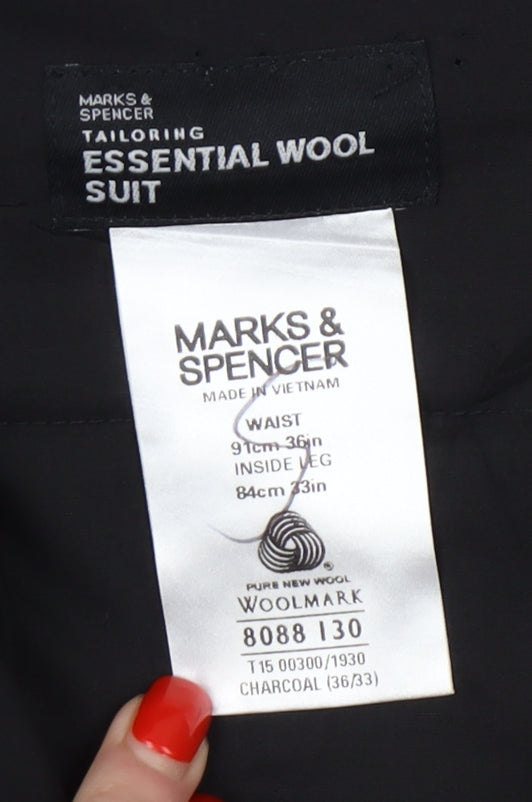 MARKS &
SPENCER
TAILORING
ESSENTIAL WOOL
SUIT
MARKS &
SPENCER
MADE IN VIETNAM
WAIST
91cm 36in
INSIDE LEG
84cm 33in
®
PURE NEW WOOL
WOOLMARK
8088 130
T15 00300/1930
CHARCOAL (36/33)